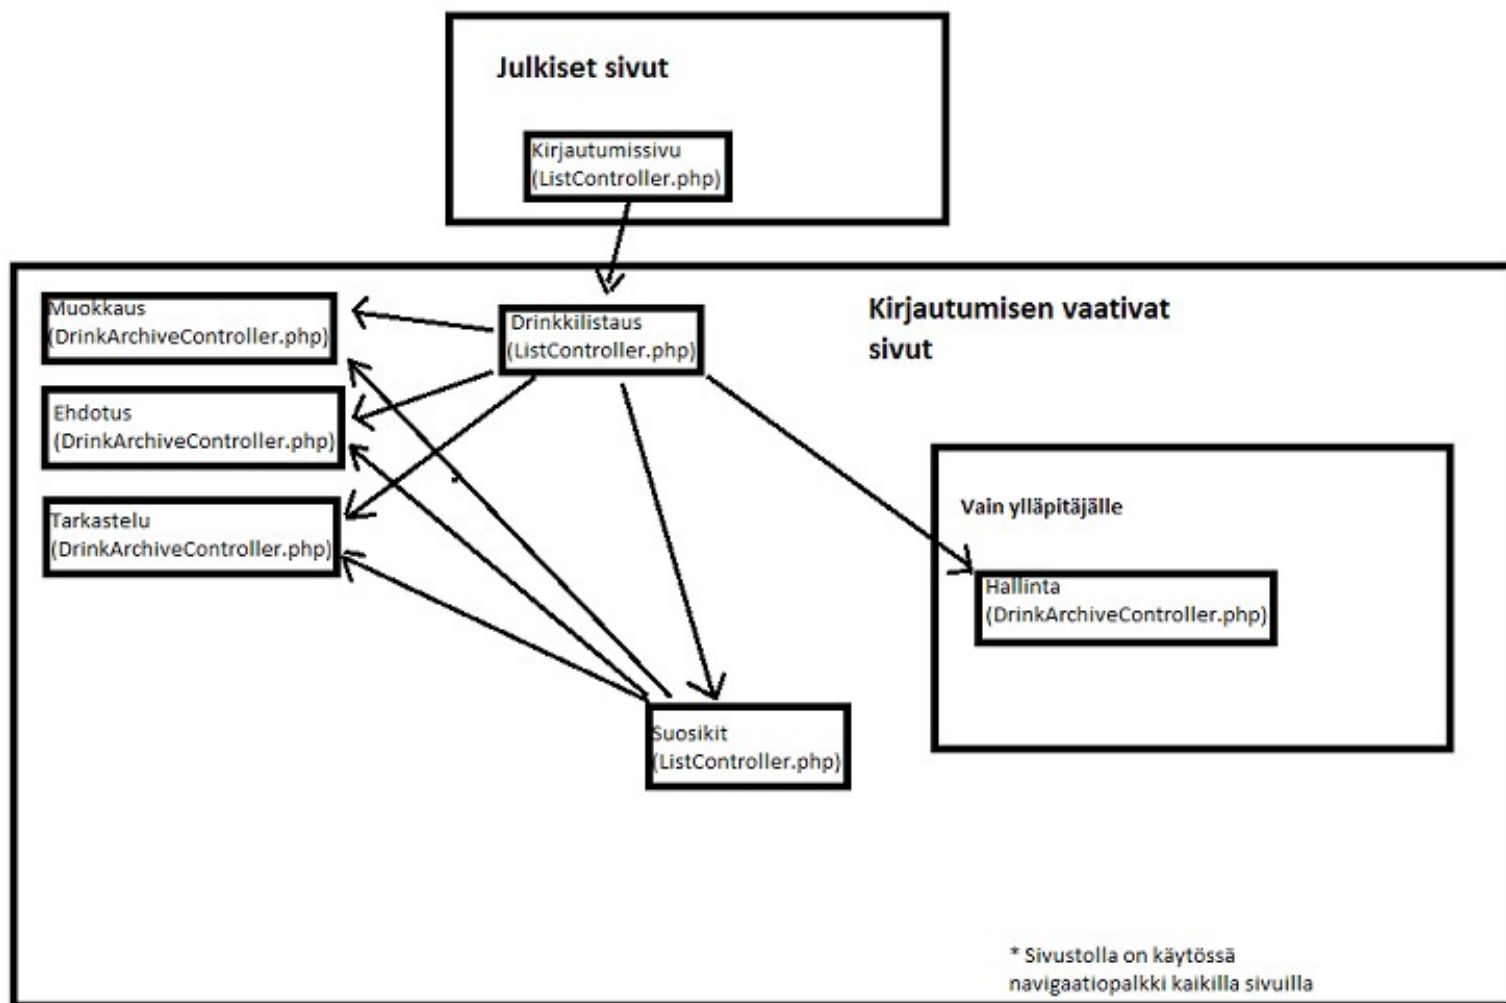 Julkiset sivut
Kirjautumissivu
(ListController.php)
Kirjautumisen vaativat
sivut
Muokkaus
(DrinkArchiveController.php)
Drinkkilistaus
(ListController.php)
Ehdotus
(DrinkArchiveController.php)
Tarkastelu
(DrinkArchiveController.php)
Vain ylläpitäjälle
Hallinta
(DrinkArchiveController.php)
Suosikit
(ListController.php)
* Sivustolla on käytössä
navigaatiopalkki kaikilla sivuilla